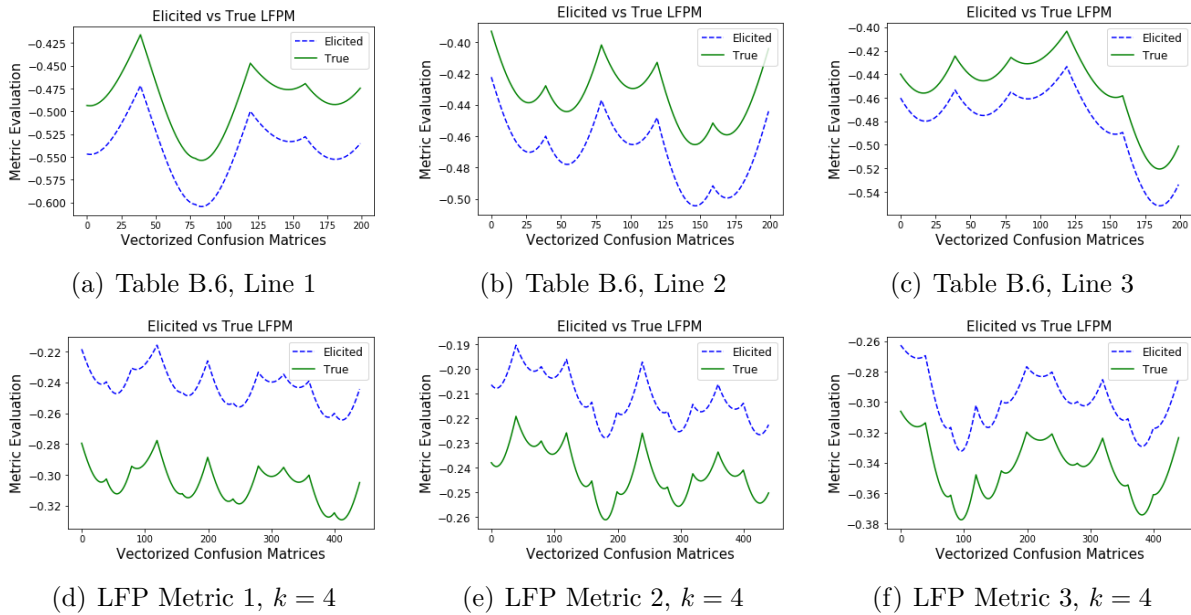 Elicited vs True LFPM
Elicited
True
Metric Evaluation
−0.425
−0.450
−0.475
−0.500
−0.525
−0.550
−0.575
−0.600
0 25 50 75 100 125 150 175 200
Vectorized Confusion Matrices
(a) Table B.6, Line 1
Elicited vs True LFPM
Elicited
True
Metric Evaluation
−0.40
−0.42
−0.44
−0.46
−0.48
−0.50
0 25 50 75 100 125 150 175 200
Vectorized Confusion Matrices
(b) Table B.6, Line 2
Elicited vs True LFPM
Elicited
True
Metric Evaluation
−0.40
−0.42
−0.44
−0.46
−0.48
−0.50
−0.52
−0.54
0 25 50 75 100 125 150 175 200
Vectorized Confusion Matrices
(c) Table B.6, Line 3
Elicited vs True LFPM
Elicited
True
Metric Evaluation
−0.22
−0.24
−0.26
−0.28
−0.30
−0.32
0 100 200 300 400
Vectorized Confusion Matrices
(d) LFP Metric 1, k = 4
Elicited vs True LFPM
Elicited
True
Metric Evaluation
−0.19
−0.20
−0.21
−0.22
−0.23
−0.24
−0.25
−0.26
0 100 200 300 400
Vectorized Confusion Matrices
(e) LFP Metric 2, k = 4
Elicited vs True LFPM
Elicited
True
Metric Evaluation
−0.26
−0.28
−0.30
−0.32
−0.34
−0.36
−0.38
0 100 200 300 400
Vectorized Confusion Matrices
(f) LFP Metric 3, k = 4